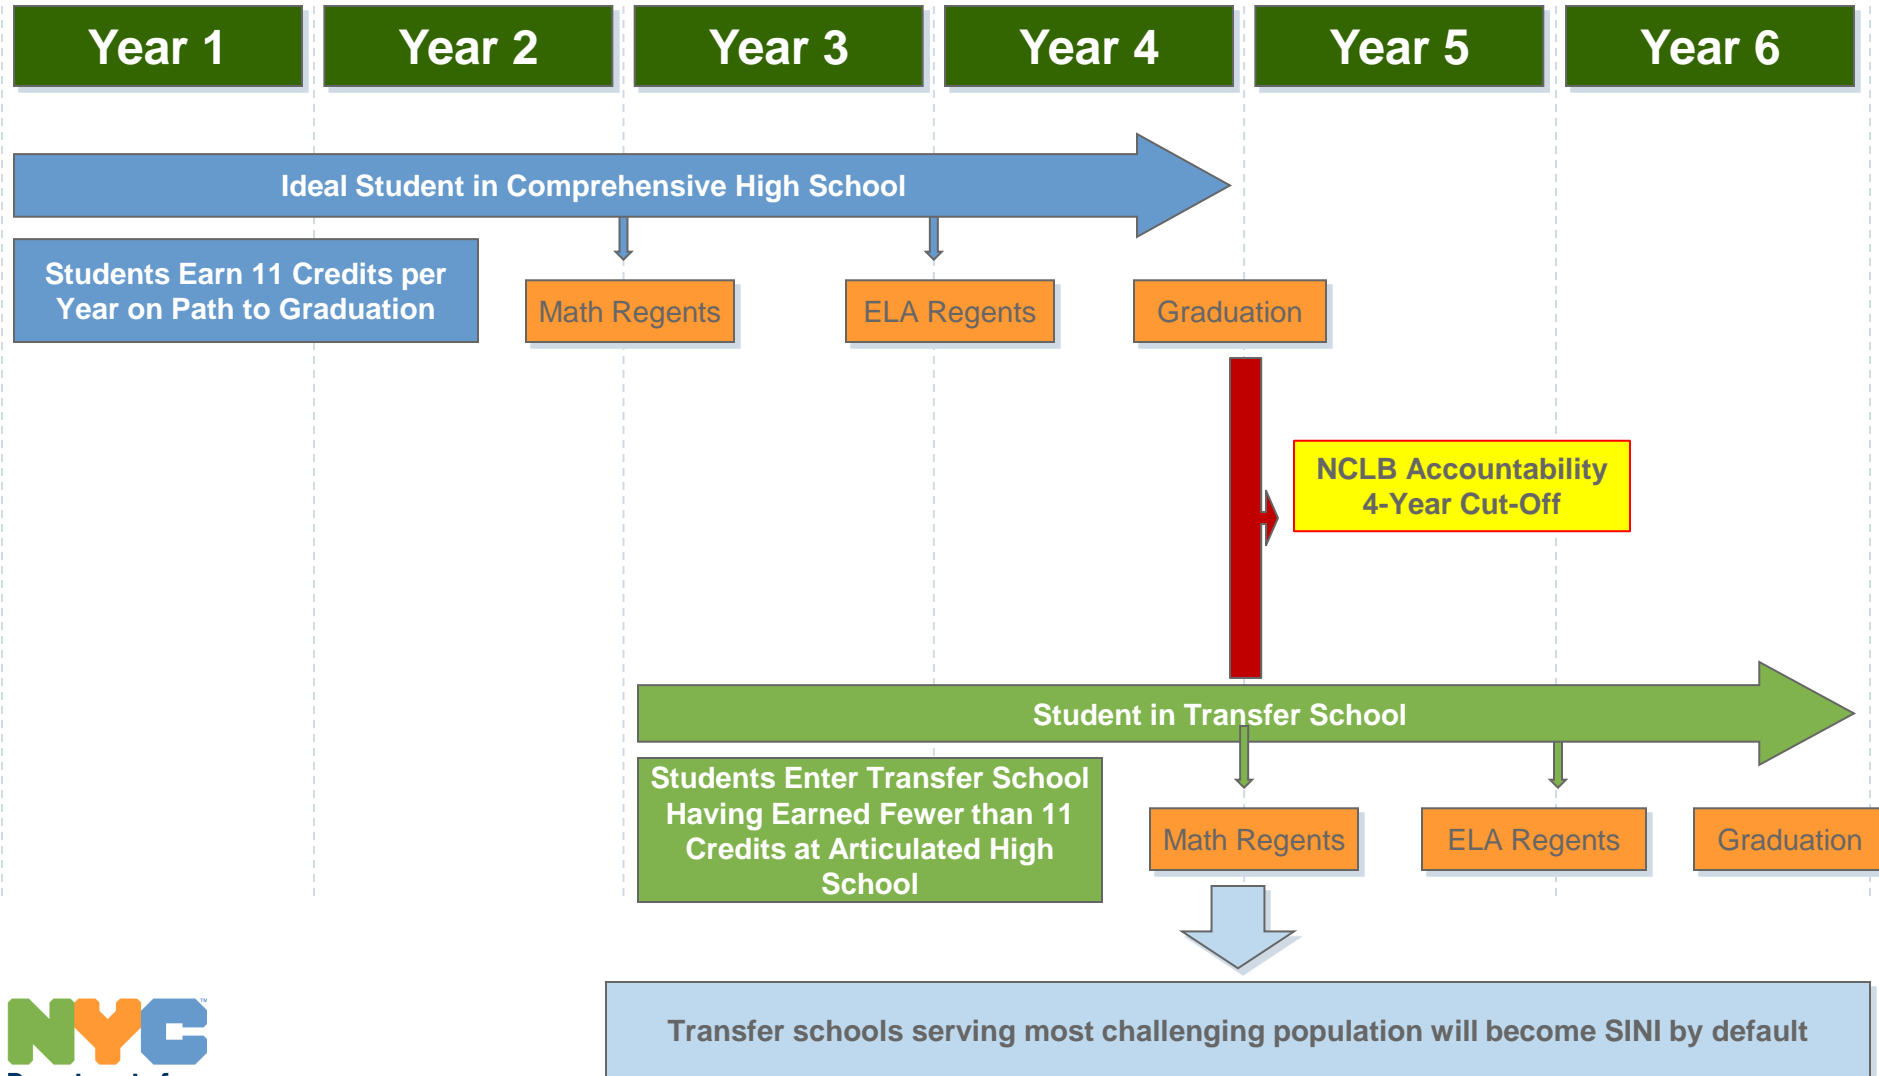 Year 1
Year 2
Year 3
Year 4
Year 5
Year 6
Ideal Student in Comprehensive High School
Students Earn 11 Credits per
Year on Path to Graduation
Math Regents
ELA Regents
Graduation
NCLB Accountability
4-Year Cut-Off
Student in Transfer School
Students Enter Transfer School
Having Earned Fewer than 11
Credits at Articulated High
School
Math Regents
ELA Regents
Graduation
Transfer schools serving most challenging population will become SINI by default
NYC™